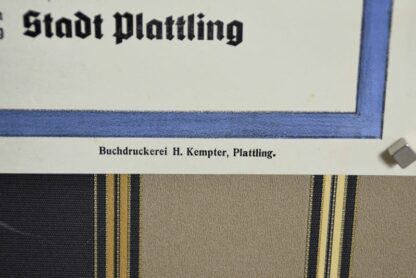 Stadt Plattling
Buchdruckerei H. Kempter, Plattling.